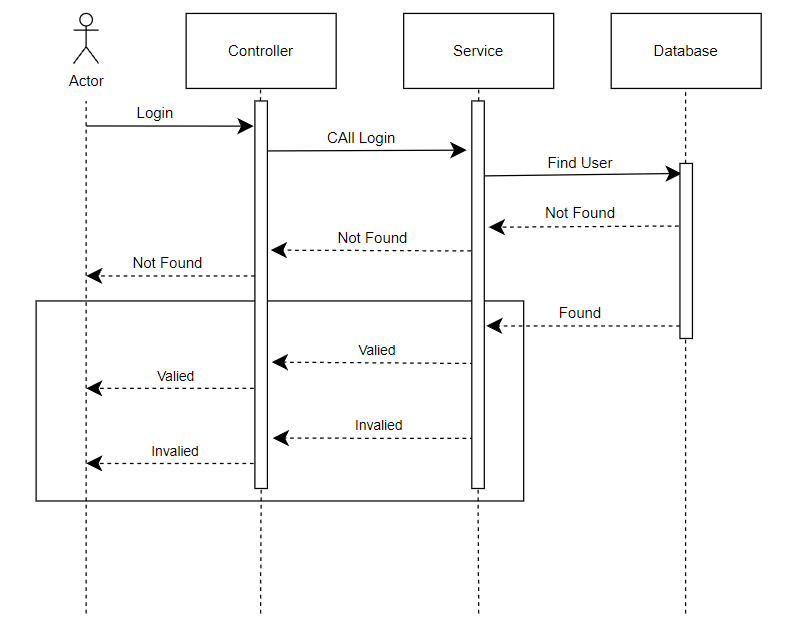 Controller
Service
Database
Actor
Login
CAll Login
Find User
Not Found
Not Found
Not Found
Found
Valied
Valied
Invalied
Invalied